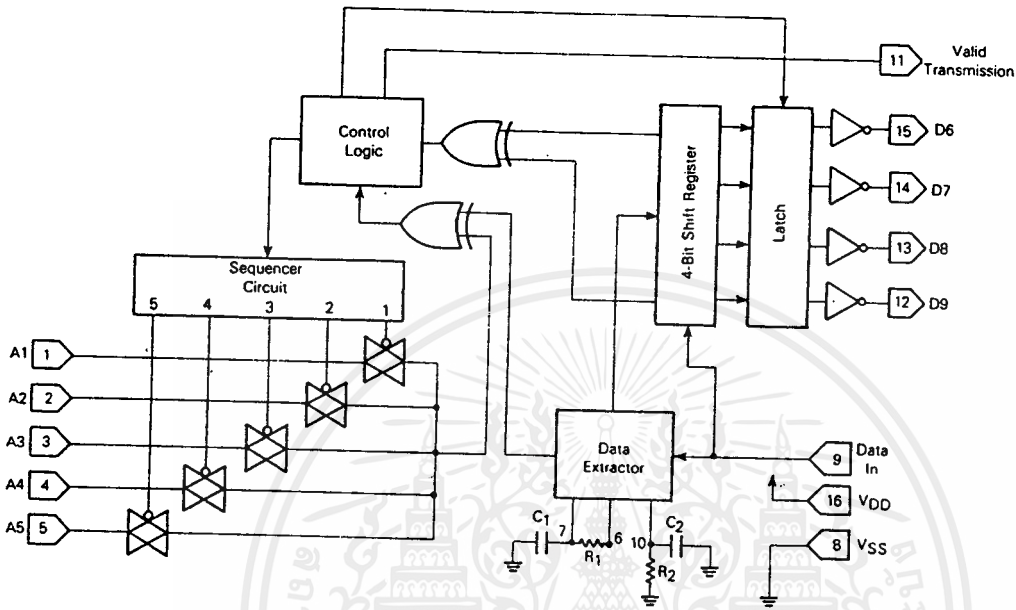 11
Valid
Transmission
Control
Logic
4-Bit Shift Register
Latch
15 D6
14 D7
13 D8
12 D9
Sequencer
Circuit
5 4 3 2 1
A1 1
A2 2
A3 3
A4 4
A5 5
Data
Extractor
9 Data
In
16 VDD
8 VSS
C1 7 R1 6 10 C2
R2